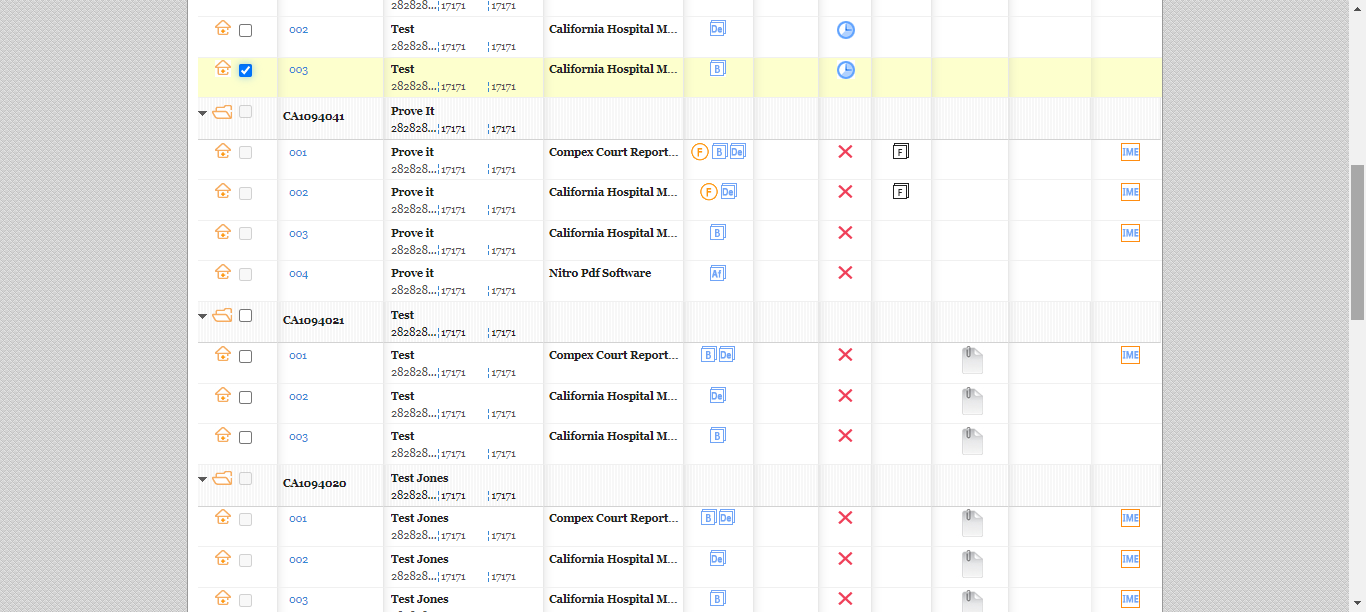 282828...¦17171 ¦17171
002 Test California Hospital M... De
282828...¦17171 ¦17171
003 Test California Hospital M... B
282828...¦17171 ¦17171
CA1094041 Prove It
282828...¦17171 ¦17171
001 Prove it Compex Court Report... F B De F IME
282828...¦17171 ¦17171
002 Prove it California Hospital M... F De F IME
282828...¦17171 ¦17171
003 Prove it California Hospital M... B IME
282828...¦17171 ¦17171
004 Prove it Nitro Pdf Software Af
282828...¦17171 ¦17171
CA1094021 Test
282828...¦17171 ¦17171
001 Test Compex Court Report... B De IME
282828...¦17171 ¦17171
002 Test California Hospital M... De
282828...¦17171 ¦17171
003 Test California Hospital M... B
282828...¦17171 ¦17171
CA1094020 Test Jones
282828...¦17171 ¦17171
001 Test Jones Compex Court Report... B De IME
282828...¦17171 ¦17171
002 Test Jones California Hospital M... De IME
282828...¦17171 ¦17171
003 Test Jones California Hospital M... B IME